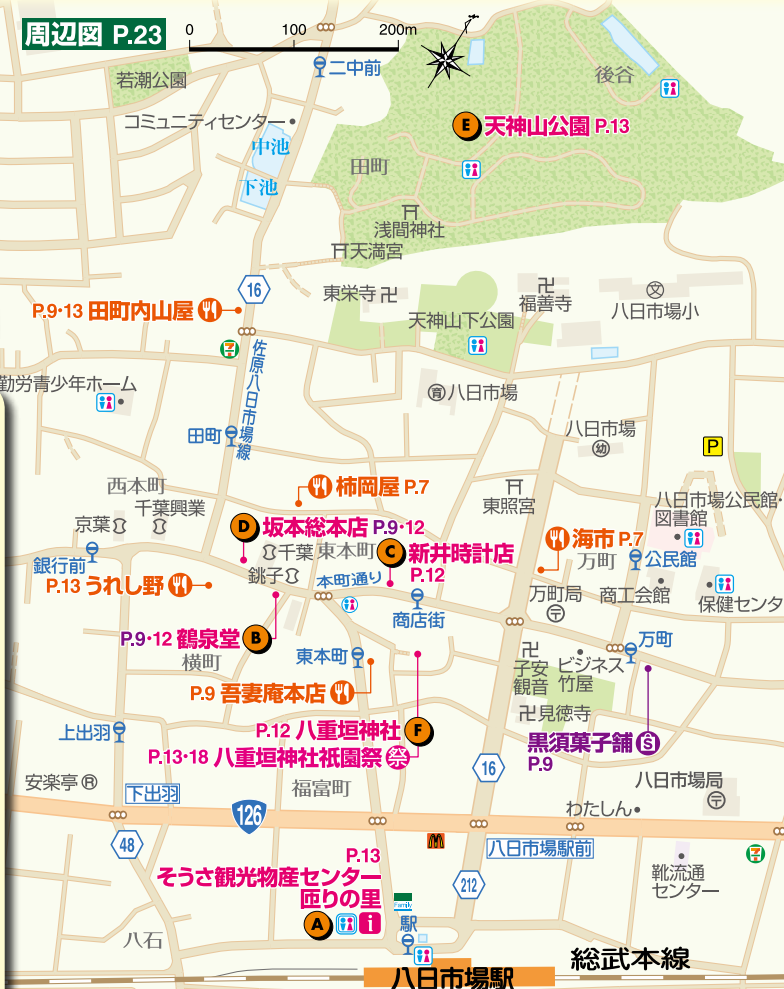 周辺図 P.23
0 100 200m
二中前
若潮公園
後谷
コミュニティセンター
E 天神山公園 P.13
中池
田町
下池
浅間神社
天満宮
16
東栄寺
福善寺
八日市場小
文
P.9・13 田町内山屋
天神山下公園
佐原八日市場線
勤労青少年ホーム
育 八日市場
八日市場
幼
P
田町
西本町
柿岡屋 P.7
東照宮
千葉興業
京葉
八日市場公民館・
図書館
D 坂本総本店 P.9・12
海市 P.7
千葉
東本町
C 新井時計店
P.12
万町
公民館
銀行前
銚子
本町通り
P.13 うれしの野
商店街
万町局
商工会館
保健センタ
P.9・12 鶴泉堂 B
横町
東本町
万町
子安
観音
ビジネス
竹屋
P.9 吾妻庵本店
見徳寺
上出羽
P.12 八重垣神社 F
黒須菓子舗 S
P.9
P.13・18 八重垣神社祇園祭 祭
16
安楽亭 R
下出羽
福富町
八日市場局
126
わたしん
48
八日市場駅前
P.13
そうさ観光物産センター
匝りの里
A i
212
靴流通
センター
Family
駅
八石
総武本線
八日市場駅